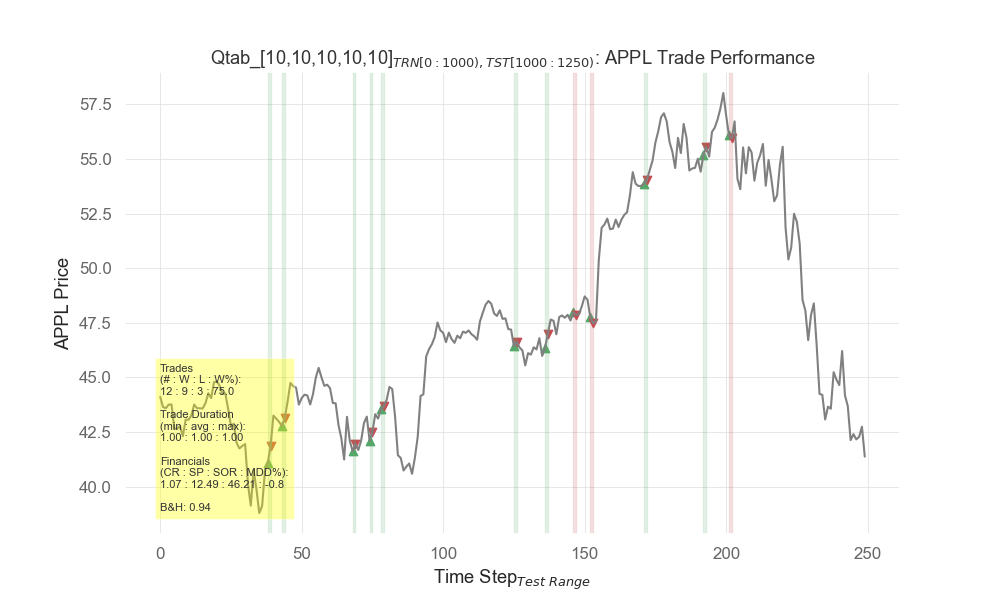 Qtab_[10,10,10,10,10]TRN[0 : 1000), TST[1000 : 1250): APPL Trade Performance
APPL Price
57.5
55.0
52.5
50.0
47.5
45.0
42.5
40.0
Trades
(# : W : L : W%):
12 : 9 : 3 : 75.0
Trade Duration
(min : avg : max):
1.00 : 1.00 : 1.00
Financials
(CR : SP : SOR : MDD%):
1.07 : 12.49 : 46.21 : -0.8
B&H: 0.94
0 50 100 150 200 250
Time StepTest Range